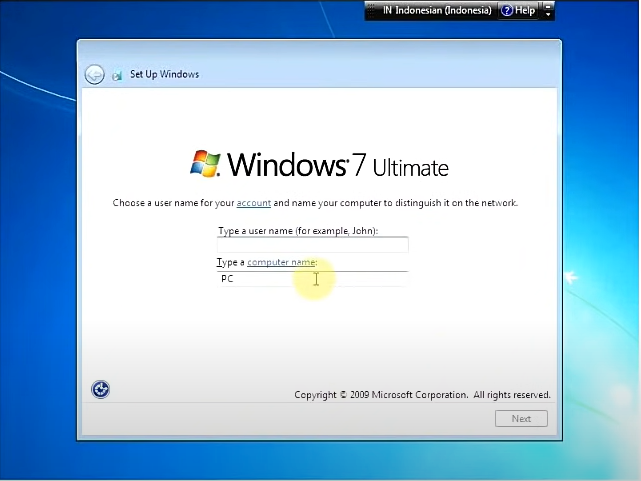 IN Indonesian (Indonesia) ? Help
Set Up Windows
Windows 7 Ultimate
Choose a user name for your account and name your computer to distinguish it on the network.
Type a user name (for example, John):
Type a computer name:
PC
Copyright © 2009 Microsoft Corporation. All rights reserved.
Next